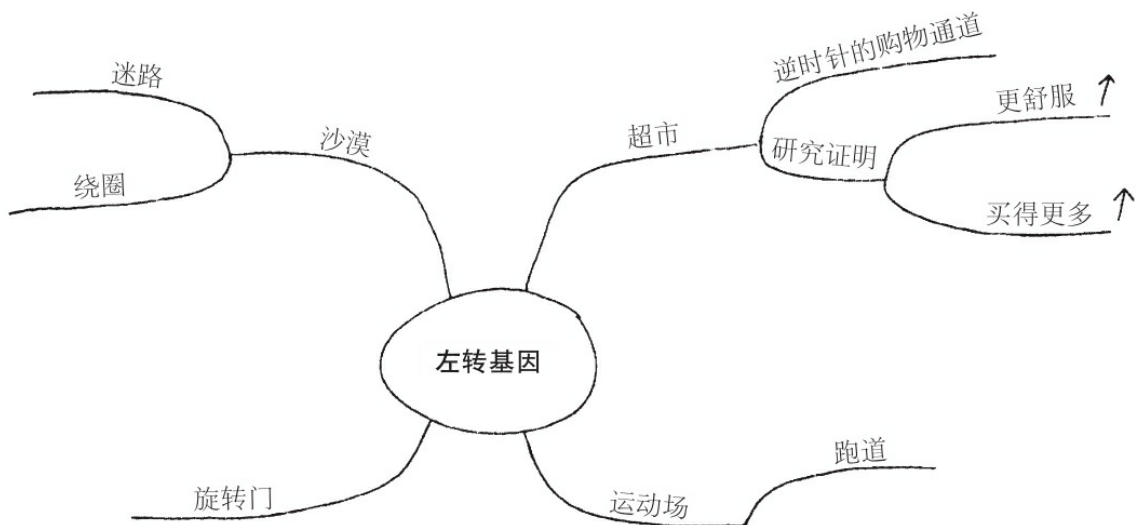 迷路
沙漠
绕圈
逆时针的购物通道
超市
研究证明
更舒服
买得更多
左转基因
旋转门
运动场
跑道